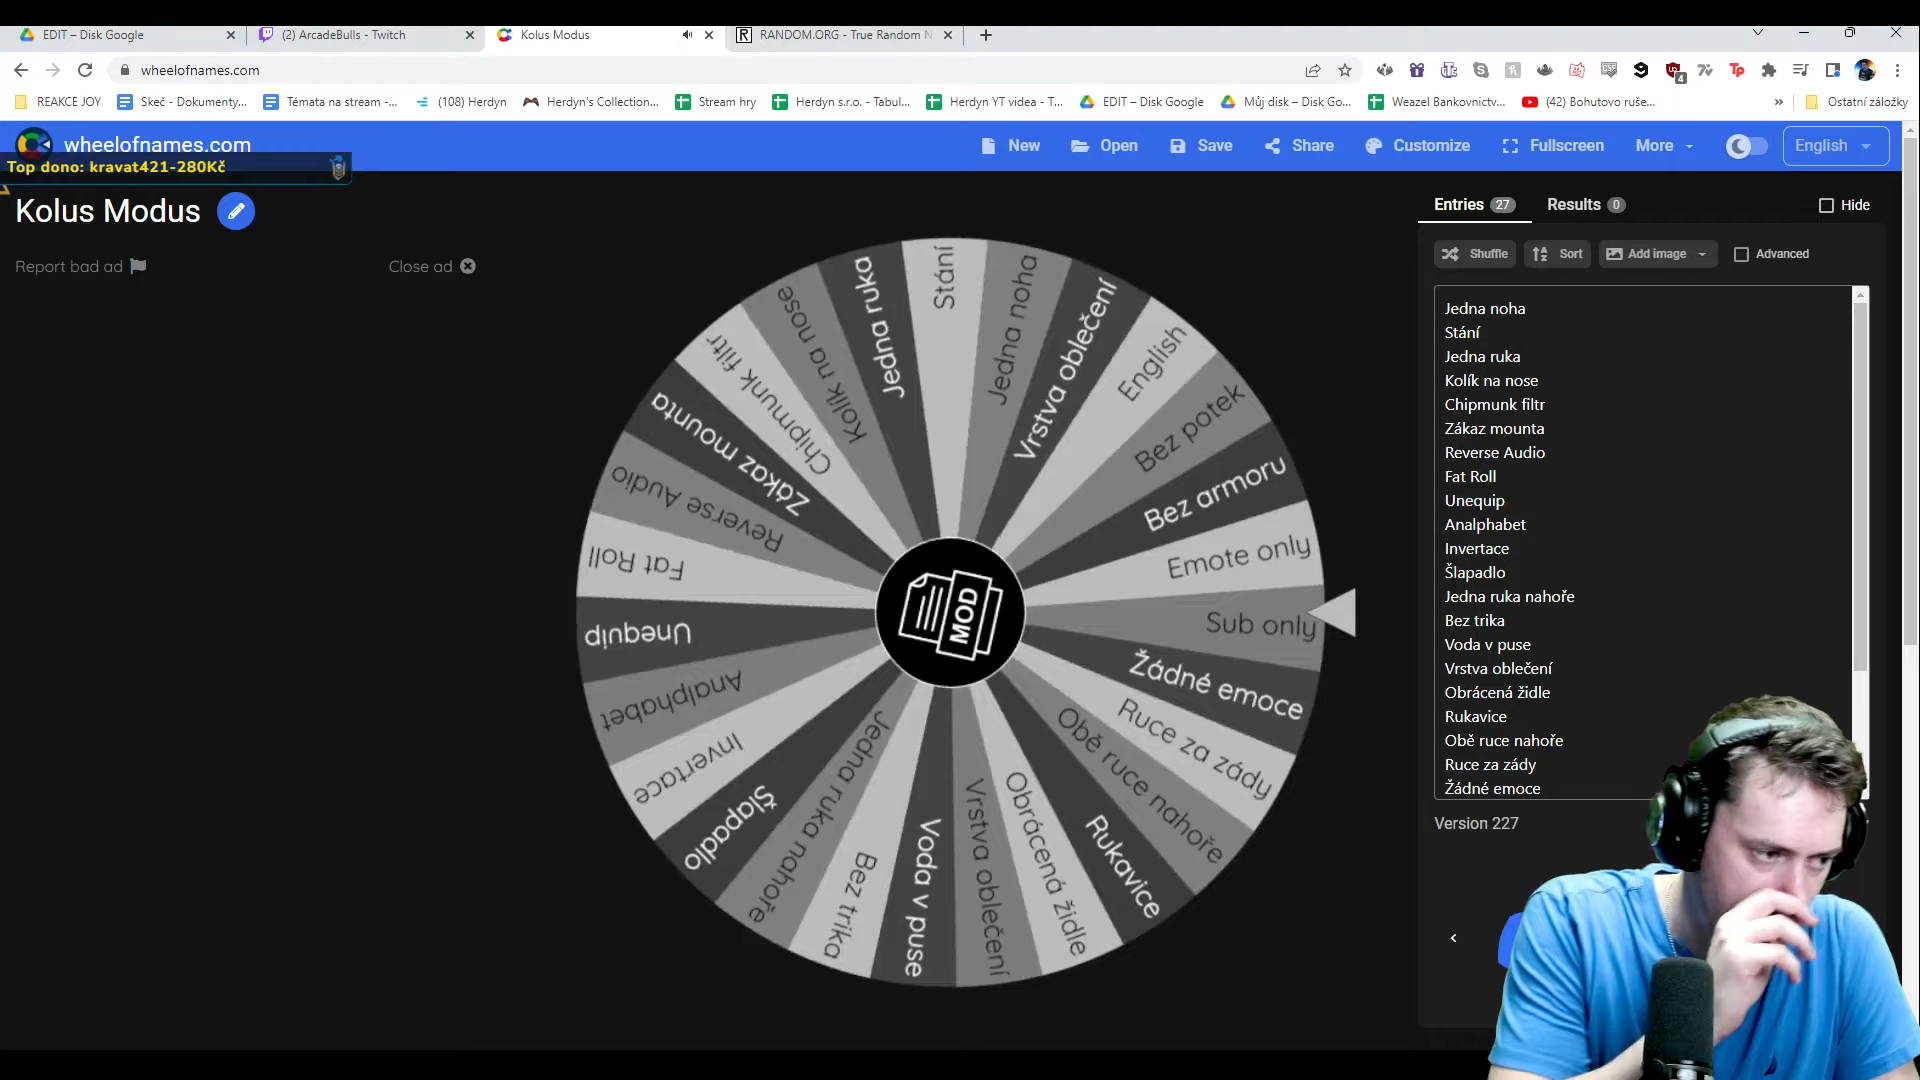 EDIT – Disk Google
(2) ArcadeBulls - Twitch
Kolus Modus
RANDOM.ORG - True Random N
wheelofnames.com
4
REAKCE JOY
Skeč - Dokumenty...
Témata na stream -...
(108) Herdyn
Herdyn's Collection...
Stream hry
Herdyn s.r.o. - Tabul...
Herdyn YT videa - T...
EDIT – Disk Google
Můj disk – Disk Go...
Weazel Bankovnictv...
(42) Bohutovo ruše...
»
Ostatní záložky
wheelofnames.com
New
Open
Save
Share
Customize
Fullscreen
More
English
Top dono: kravat421-280Kč
Kolus Modus
Report bad ad
Close ad
Entries 27
Results 0
Hide
Shuffle
Sort
Add image
Advanced
Stání
Jedna noha
Vrstva oblečení
English
Bez potek
Bez armoru
Emote only
Sub only
Žádné emoce
Ruce za zády
Obě ruce nahoře
Rukavice
Obrácená židle
Vrstva oblečení
Voda v puse
Bez trika
Jedna ruka nahoře
Šlapadlo
Invertace
Analphabet
Unequip
Fat Roll
Reverse Audio
Zákaz mounta
Chipmunk filtr
Kolík na nose
Jedna ruka
MOD
Jedna noha
Stání
Jedna ruka
Kolík na nose
Chipmunk filtr
Zákaz mounta
Reverse Audio
Fat Roll
Unequip
Analphabet
Invertace
Šlapadlo
Jedna ruka nahoře
Bez trika
Voda v puse
Vrstva oblečení
Obrácená židle
Rukavice
Obě ruce nahoře
Ruce za zády
Žádné emoce
Version 227